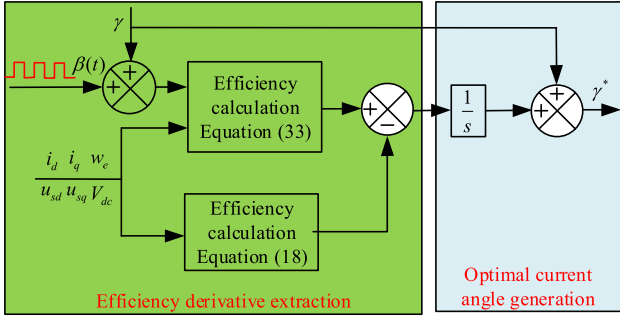 γ
β(t)
+
+
Efficiency
calculation
Equation (33)
+
−
1
s
+
+
γ*
i_d i_q w_e
u_sd u_sq V_dc
Efficiency
calculation
Equation (18)
Efficiency derivative extraction
Optimal current
angle generation